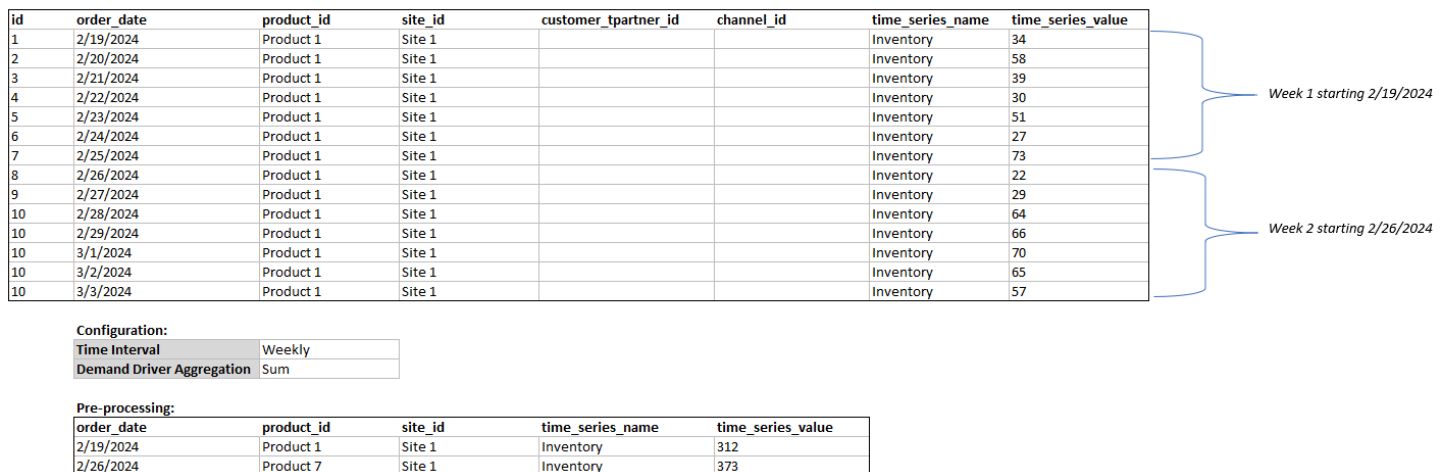 id order_date product_id site_id customer_tpartner_id channel_id time_series_name time_series_value
1 2/19/2024 Product 1 Site 1 Inventory 34
2 2/20/2024 Product 1 Site 1 Inventory 58
3 2/21/2024 Product 1 Site 1 Inventory 39
4 2/22/2024 Product 1 Site 1 Inventory 30
Week 1 starting 2/19/2024
5 2/23/2024 Product 1 Site 1 Inventory 51
6 2/24/2024 Product 1 Site 1 Inventory 27
7 2/25/2024 Product 1 Site 1 Inventory 73
8 2/26/2024 Product 1 Site 1 Inventory 22
9 2/27/2024 Product 1 Site 1 Inventory 29
10 2/28/2024 Product 1 Site 1 Inventory 64
10 2/29/2024 Product 1 Site 1 Inventory 66
Week 2 starting 2/26/2024
10 3/1/2024 Product 1 Site 1 Inventory 70
10 3/2/2024 Product 1 Site 1 Inventory 65
10 3/3/2024 Product 1 Site 1 Inventory 57
Configuration:
Time Interval Weekly
Demand Driver Aggregation Sum
Pre-processing:
order_date product_id site_id time_series_name time_series_value
2/19/2024 Product 1 Site 1 Inventory 312
2/26/2024 Product 7 Site 1 Inventory 373